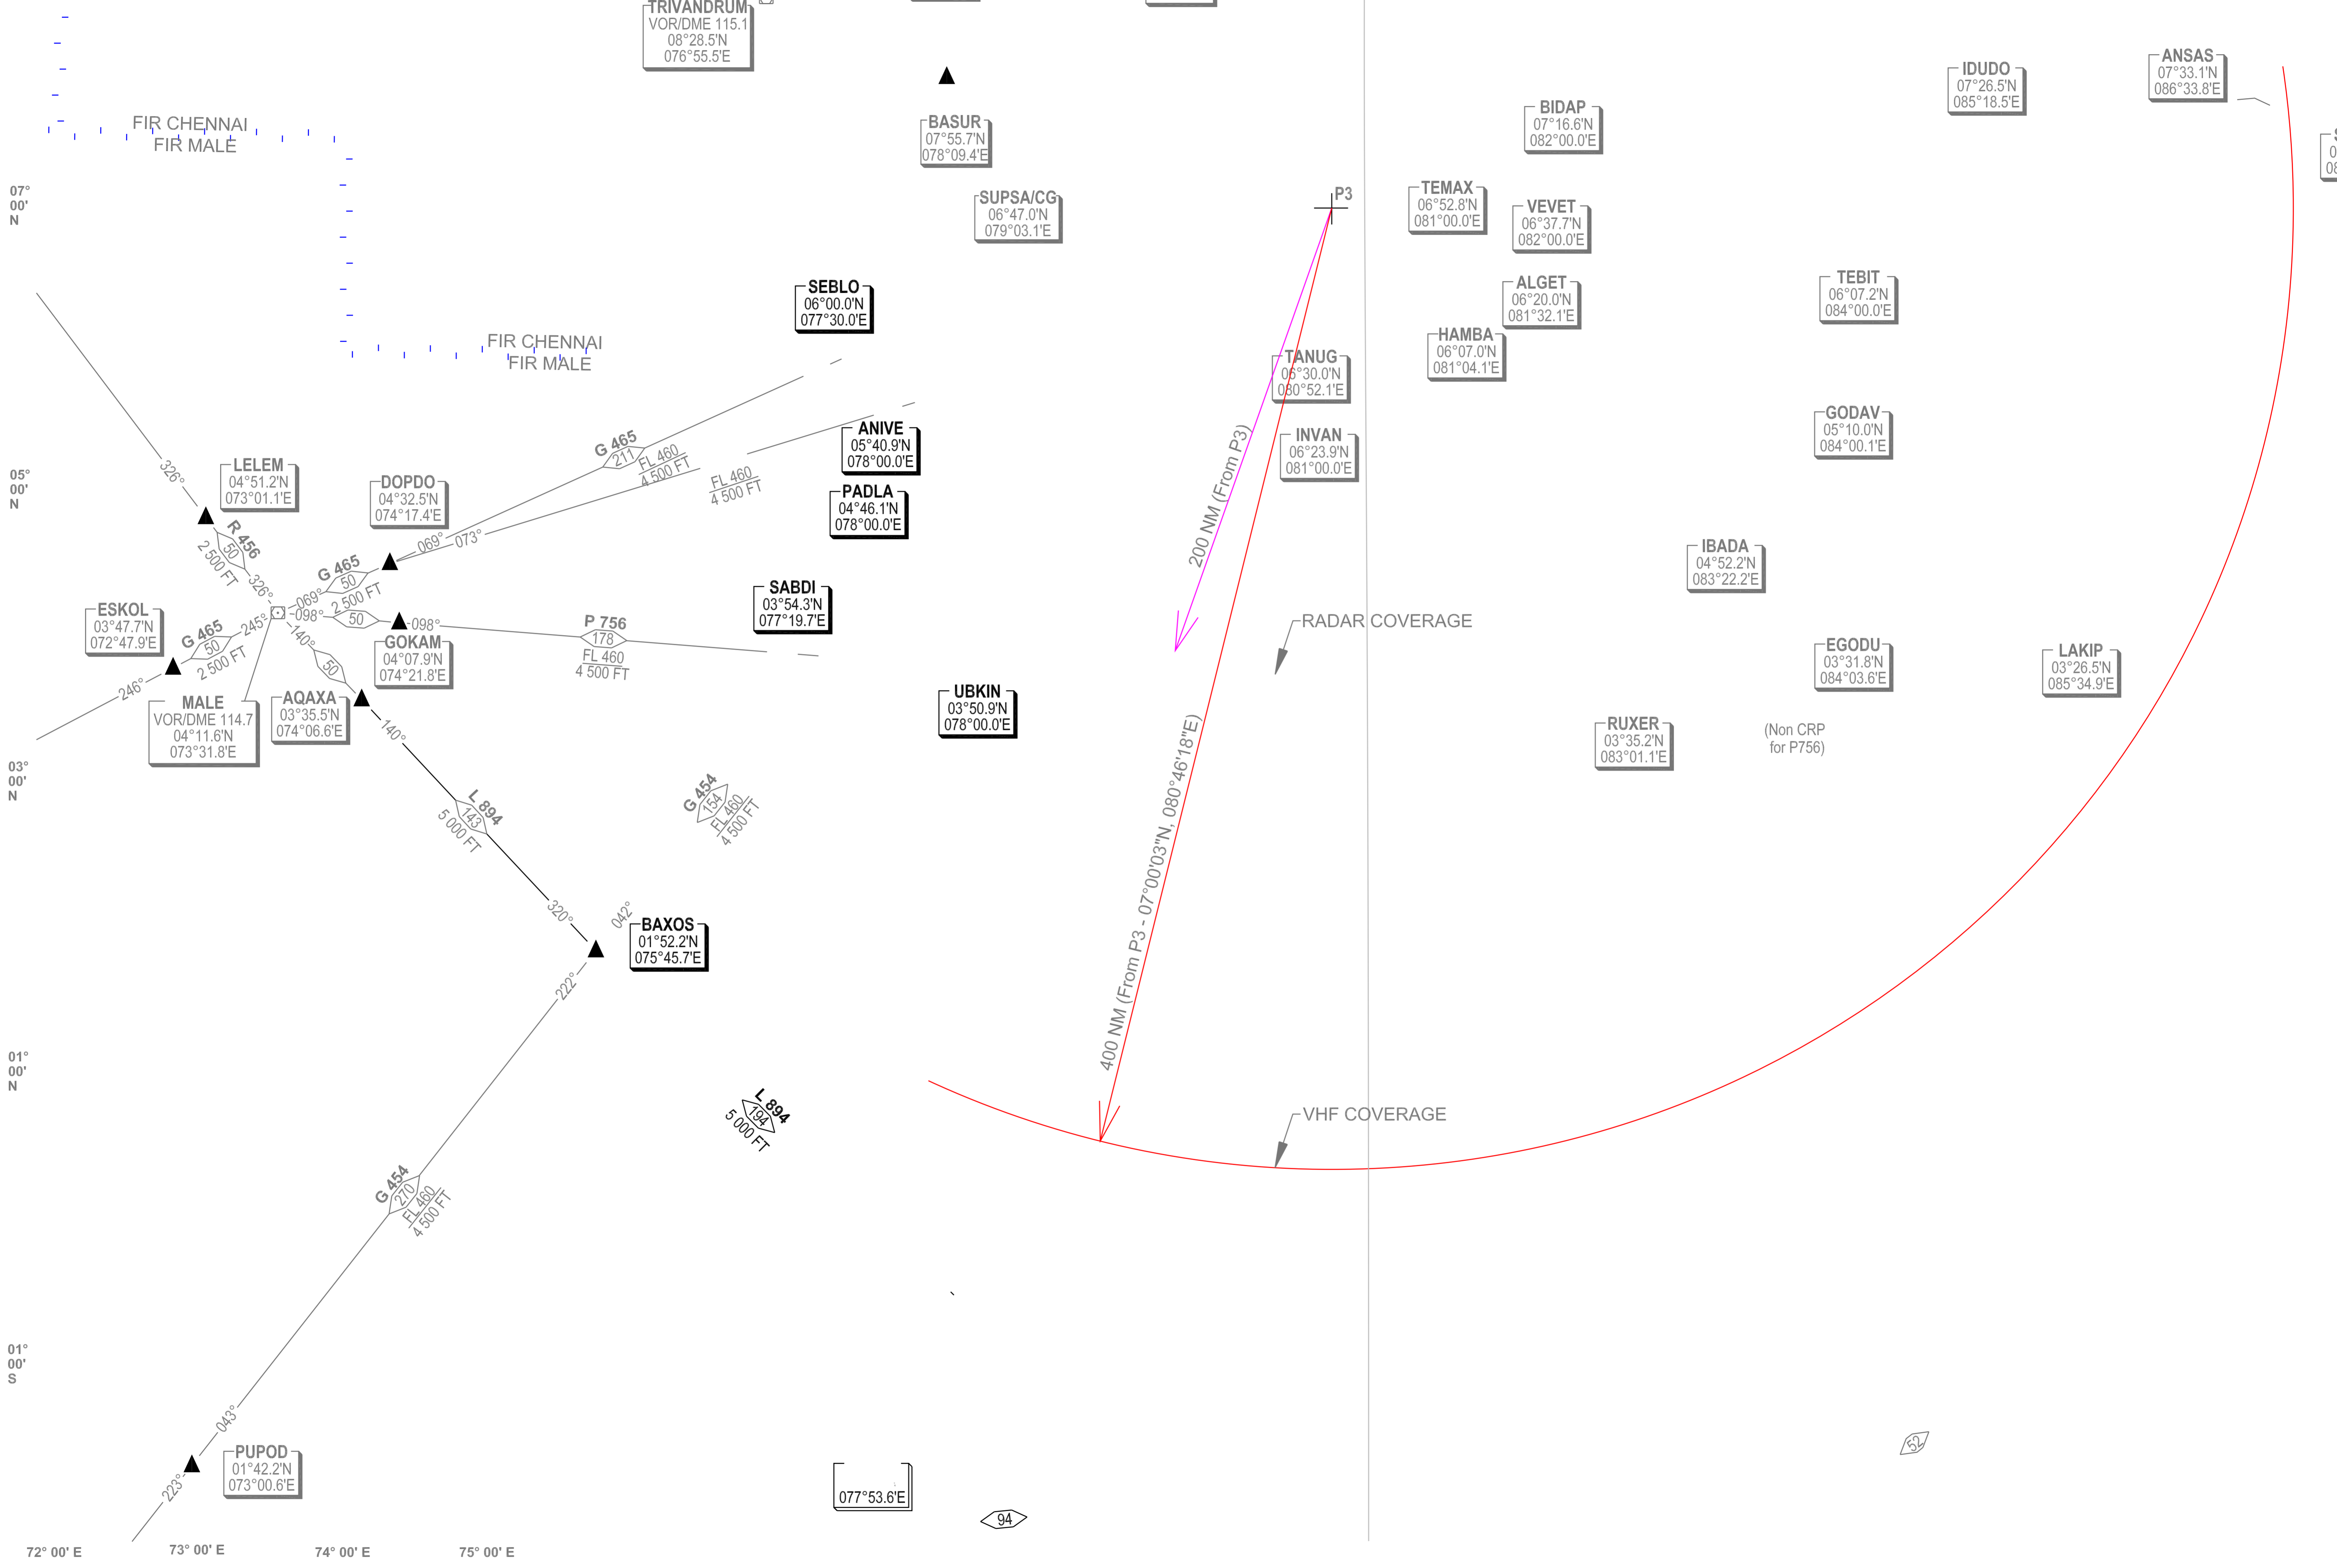 TRIVANDRUM
VOR/DME 115.1
08°28.5'N
076°55.5'E
FIR CHENNAI
FIR MALE
BASUR
07°55.7'N
078°09.4'E
SUPSA/CG
06°47.0'N
079°03.1'E
P3
BIDAP
07°16.6'N
082°00.0'E
IDUDO
07°26.5'N
085°18.5'E
ANSAS
07°33.1'N
086°33.8'E
07°
00'
N
TEMAX
06°52.8'N
081°00.0'E
VEVET
06°37.7'N
082°00.0'E
SEBLO
06°00.0'N
077°30.0'E
ALGET
06°20.0'N
081°32.1'E
TEBIT
06°07.2'N
084°00.0'E
FIR CHENNAI
FIR MALE
TANUG
06°30.0'N
080°52.1'E
HAMBA
06°07.0'N
081°04.1'E
ANIVE
05°40.9'N
078°00.0'E
INVAN
06°23.9'N
081°00.0'E
GODAV
05°10.0'N
084°00.1'E
G 465
211
FL 460
4 500 FT
FL 460
4 500 FT
05°
00'
N
326°
LELEM
04°51.2'N
073°01.1'E
DOPDO
04°32.5'N
074°17.4'E
PADLA
04°46.1'N
078°00.0'E
200 NM (From P3)
069°
073°
R 456
50
2 500 FT
326°
G 465
50
2 500 FT
069°
IBADA
04°52.2'N
083°22.2'E
SABDI
03°54.3'N
077°19.7'E
ESKOL
03°47.7'N
072°47.9'E
G 465
50
2 500 FT
245°
246°
098°
50
098°
P 756
178
FL 460
4 500 FT
RADAR COVERAGE
140°
50
GOKAM
04°07.9'N
074°21.8'E
EGODU
03°31.8'N
084°03.6'E
LAKIP
03°26.5'N
085°34.9'E
MALE
VOR/DME 114.7
04°11.6'N
073°31.8'E
AQAXA
03°35.5'N
074°06.6'E
140°
UBKIN
03°50.9'N
078°00.0'E
RUXER
03°35.2'N
083°01.1'E
(Non CRP
for P756)
03°
00'
N
L 894
143
5 000 FT
G 454
154
FL 460
4 500 FT
400 NM (From P3 - 07°00'03"N, 080°46'18"E)
320°
042°
BAXOS
01°52.2'N
075°45.7'E
222°
01°
00'
N
L 894
194
5 000 FT
VHF COVERAGE
G 454
270
FL 460
4 500 FT
01°
00'
S
043°
PUPOD
01°42.2'N
073°00.6'E
223°
077°53.6'E
94
52
72° 00' E
73° 00' E
74° 00' E
75° 00' E